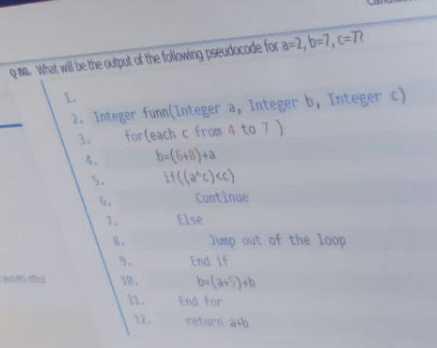 Q 80. What will be the output of the following pseudocode for a=2, b=7, c=7?
1.
2. Integer funn(Integer a, Integer b, Integer c)
3. for(each c from 4 to 7 )
4. b=(6+8)+a
5. if((a^c)<c)
6. Continue
7. Else
8. Jump out of the loop
9. End if
10. b=(a+5)+b
11. End for
12. return a+b